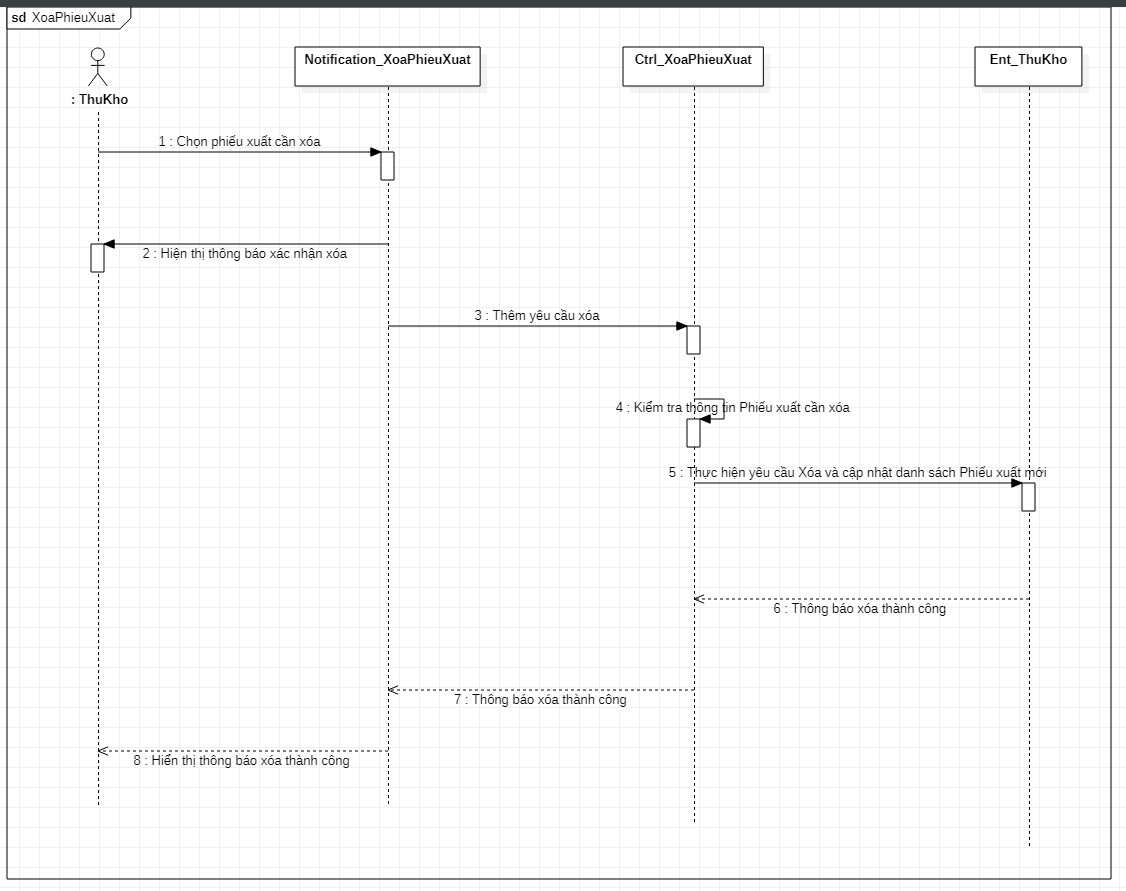 sd XoaPhieuXuat
Notification_XoaPhieuXuat
Ctrl_XoaPhieuXuat
Ent_ThuKho
: ThuKho
1 : Chọn phiếu xuất cần xóa
2 : Hiện thị thông báo xác nhận xóa
3 : Thêm yêu cầu xóa
4 : Kiểm tra thông tin Phiếu xuất cần xóa
5 : Thực hiện yêu cầu Xóa và cập nhật danh sách Phiếu xuất mới
6 : Thông báo xóa thành công
7 : Thông báo xóa thành công
8 : Hiển thị thông báo xóa thành công